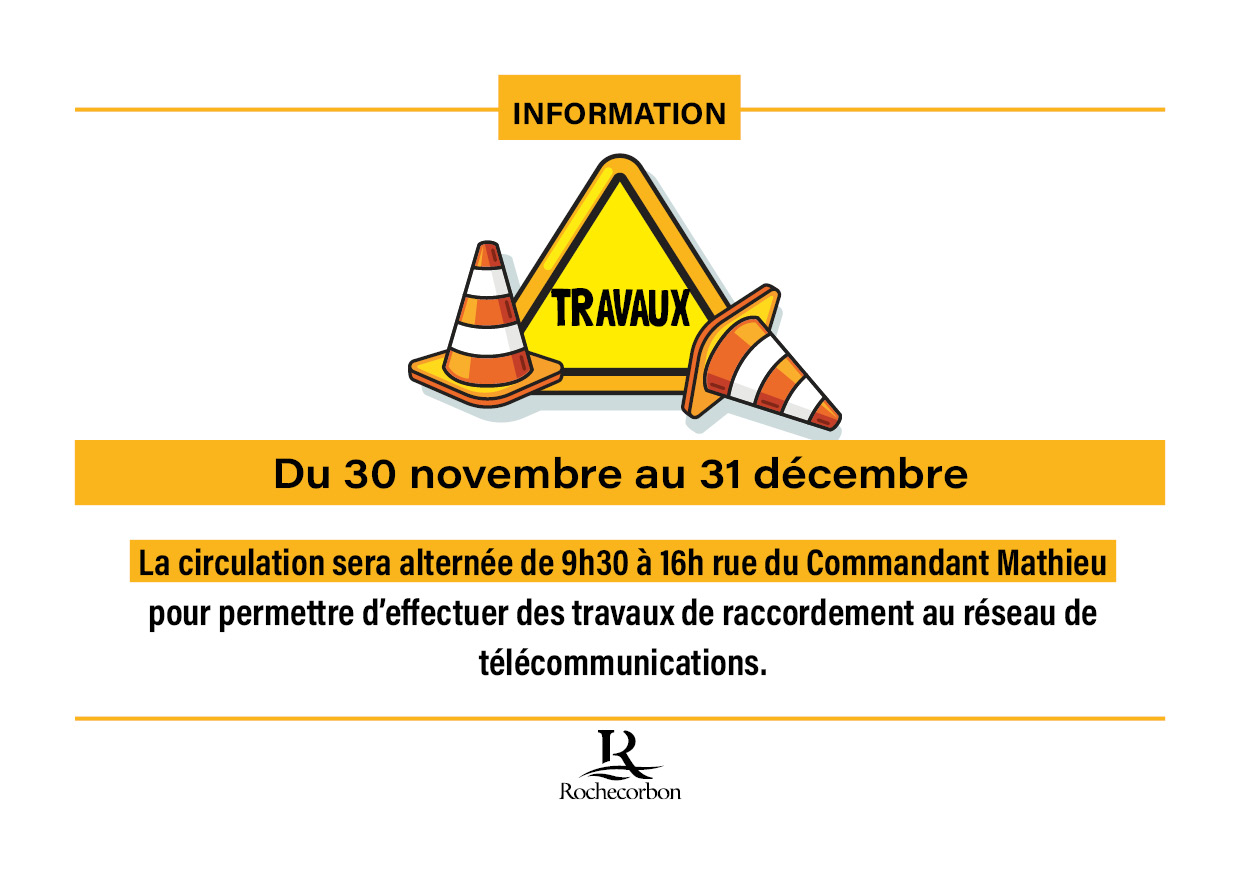 INFORMATION
TRAVAUX
Du 30 novembre au 31 décembre
La circulation sera alternée de 9h30 à 16h rue du Commandant Mathieu
pour permettre d’effectuer des travaux de raccordement au réseau de
télécommunications.
R
Rochecorbon